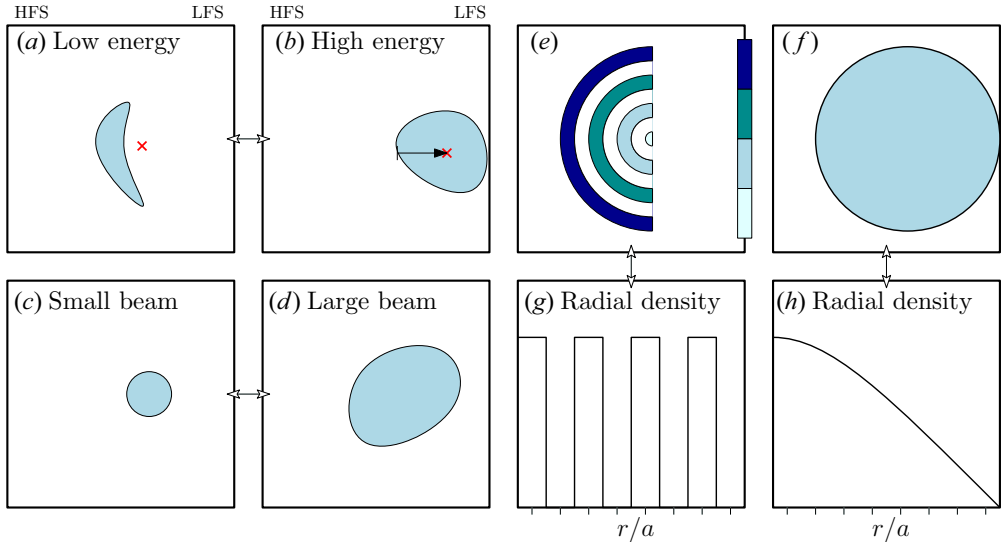 HFS LFS HFS LFS
(a) Low energy (b) High energy (e) (f)
(c) Small beam (d) Large beam (g) Radial density (h) Radial density
r/a r/a